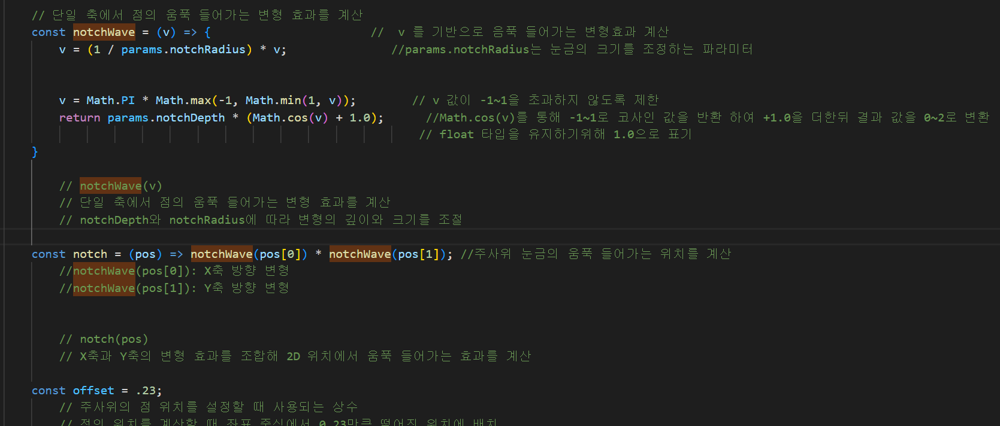 // 단일 축에서 점의 움푹 들어가는 변형 효과를 계산
const notchWave = (v) => { // v 를 기반으로 음푹 들어가는 변형효과 계산
v = (1 / params.notchRadius) * v; //params.notchRadius는 눈금의 크기를 조정하는 파라미터
v = Math.PI * Math.max(-1, Math.min(1, v)); // v 값이 -1~1을 초과하지 않도록 제한
return params.notchDepth * (Math.cos(v) + 1.0); //Math.cos(v)를 통해 -1~1로 코사인 값을 반환 하여 +1.0을 더한뒤 결과 값을 0~2로 변환
// float 타입을 유지하기위해 1.0으로 표기
}
// notchWave(v)
// 단일 축에서 점의 움푹 들어가는 변형 효과를 계산
// notchDepth와 notchRadius에 따라 변형의 깊이와 크기를 조절
const notch = (pos) => notchWave(pos[0]) * notchWave(pos[1]); //주사위 눈금의 움푹 들어가는 위치를 계산
//notchWave(pos[0]): X축 방향 변형
//notchWave(pos[1]): Y축 방향 변형
// notch(pos)
// X축과 Y축의 변형 효과를 조합해 2D 위치에서 움푹 들어가는 효과를 계산
const offset = .23;
// 주사위의 점 위치를 설정할 때 사용되는 상수
// 점의 위치를 계산할 때 좌표 중심에서 0.23만큼 떨어진 위치에 배치